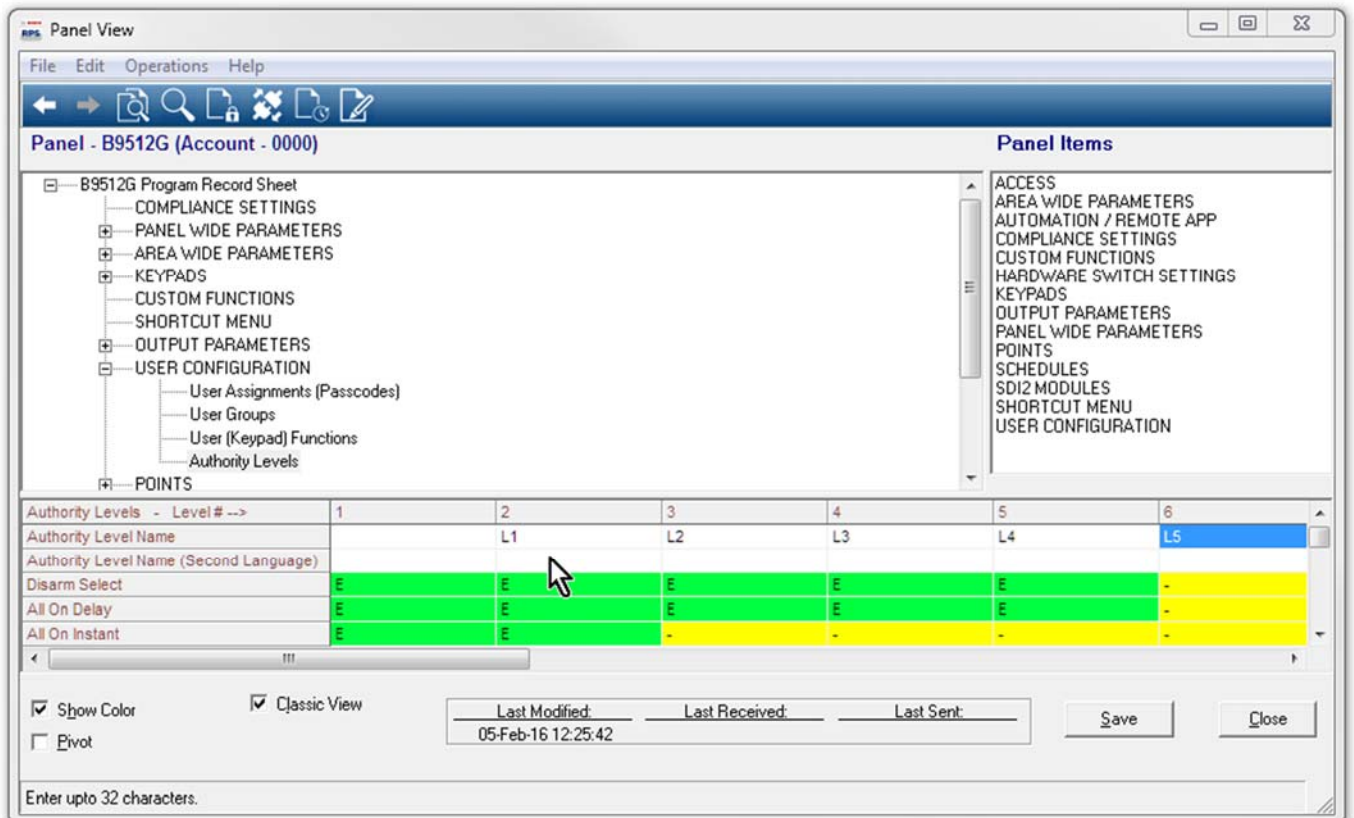 RPS Panel View
File Edit Operations Help
Panel - B9512G (Account - 0000)
Panel Items
B9512G Program Record Sheet
COMPLIANCE SETTINGS
PANEL WIDE PARAMETERS
AREA WIDE PARAMETERS
KEYPADS
CUSTOM FUNCTIONS
SHORTCUT MENU
OUTPUT PARAMETERS
USER CONFIGURATION
User Assignments (Passcodes)
User Groups
User (Keypad) Functions
Authority Levels
POINTS
ACCESS
AREA WIDE PARAMETERS
AUTOMATION / REMOTE APP
COMPLIANCE SETTINGS
CUSTOM FUNCTIONS
HARDWARE SWITCH SETTINGS
KEYPADS
OUTPUT PARAMETERS
PANEL WIDE PARAMETERS
POINTS
SCHEDULES
SDI2 MODULES
SHORTCUT MENU
USER CONFIGURATION
Authority Levels - Level # --> 1 2 3 4 5 6
Authority Level Name L1 L2 L3 L4 L5
Authority Level Name (Second Language)
Disarm Select E E E E E -
All On Delay E E E E E -
All On Instant E E - - - -
Show Color Classic View
Pivot
Last Modified: Last Received: Last Sent:
05-Feb-16 12:25:42
Save Close
Enter upto 32 characters.